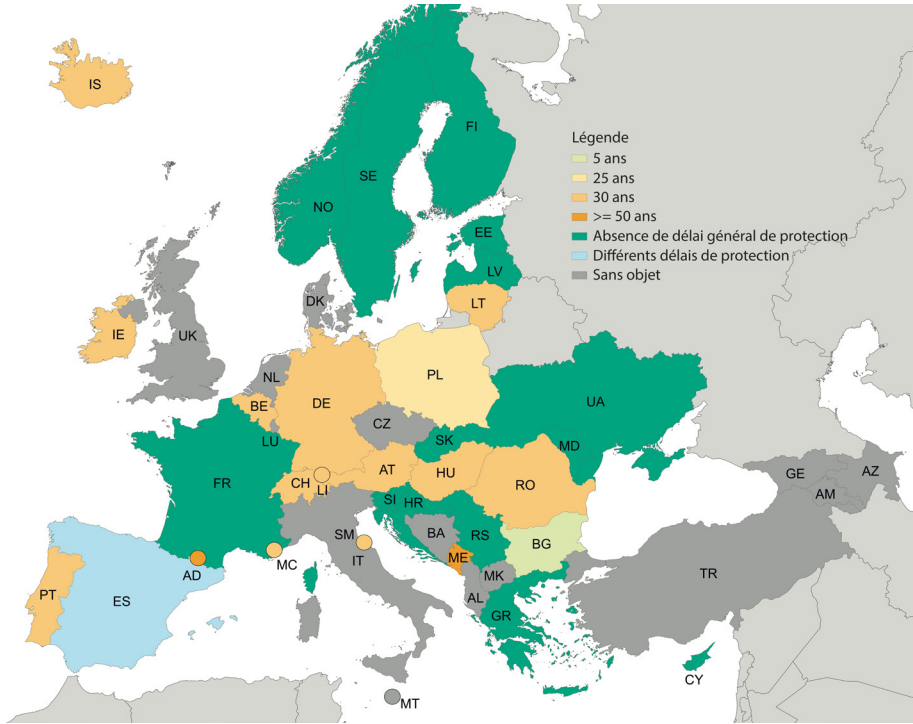 IS
FI
Légende
5 ans
25 ans
30 ans
>= 50 ans
Absence de délai général de protection
Différents délais de protection
Sans objet
SE
NO
EE
LV
LT
DK
IE
UK
NL
PL
BE
DE
UA
CZ
LU
SK
MD
FR
AT
HU
CH
LI
RO
GE
AZ
AM
SI
HR
SM
BA
RS
IT
BG
ME
MC
AD
MK
TR
PT
ES
AL
GR
CY
MT